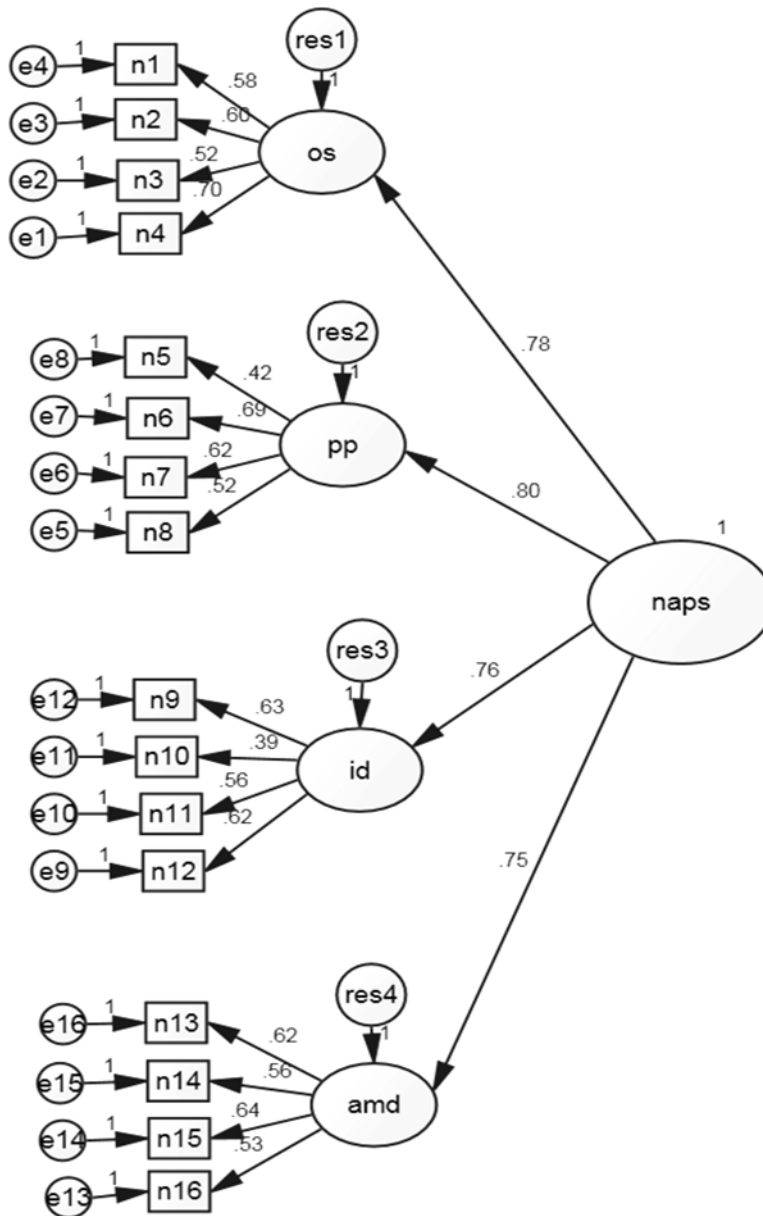 res1
1
e4 1 n1 .58
e3 1 n2 .60
os
e2 1 n3 .52
e1 1 n4 .70
.78
res2
1
e8 1 n5 .42
e7 1 n6 .69
pp
e6 1 n7 .62
e5 1 n8 .52
.80
1
naps
res3
1
.76
e12 1 n9 .63
e11 1 n10 .39
id
e10 1 n11 .56
e9 1 n12 .62
.75
res4
1
e16 1 n13 .62
e15 1 n14 .56
amd
e14 1 n15 .64
e13 1 n16 .53